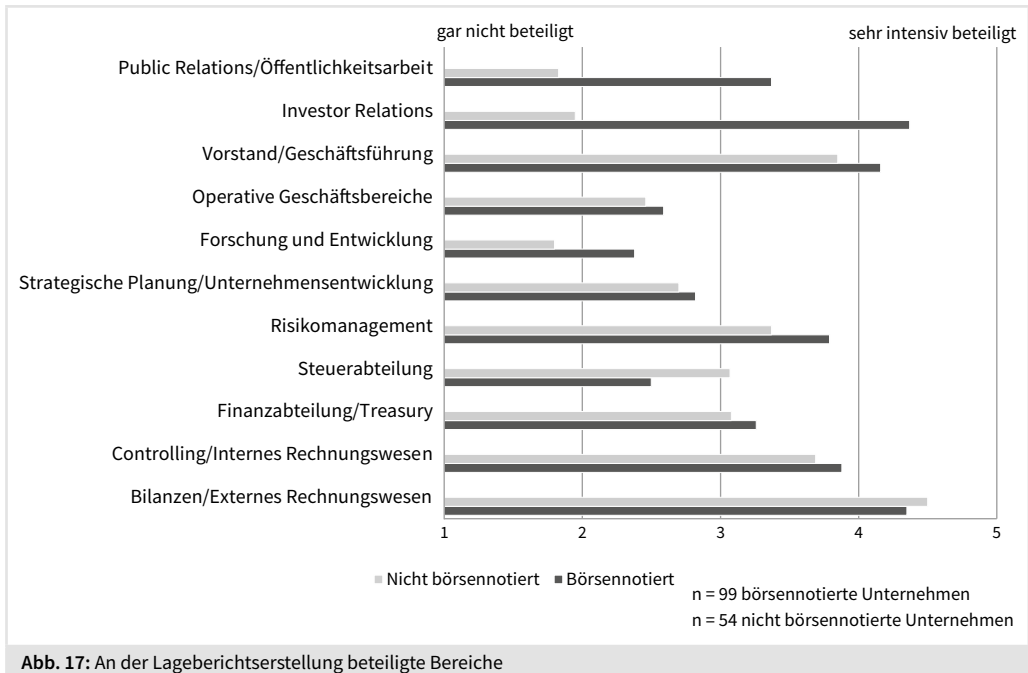 gar nicht beteiligt sehr intensiv beteiligt
Public Relations/Öffentlichkeitsarbeit
Investor Relations
Vorstand/Geschäftsführung
Operative Geschäftsbereiche
Forschung und Entwicklung
Strategische Planung/Unternehmensentwicklung
Risikomanagement
Steuerabteilung
Finanzabteilung/Treasury
Controlling/Internes Rechnungswesen
Bilanzen/Externes Rechnungswesen
1 2 3 4 5
Nicht börsennotiert Börsennotiert
n = 99 börsennotierte Unternehmen
n = 54 nicht börsennotierte Unternehmen
Abb. 17: An der Lageberichtserstellung beteiligte Bereiche